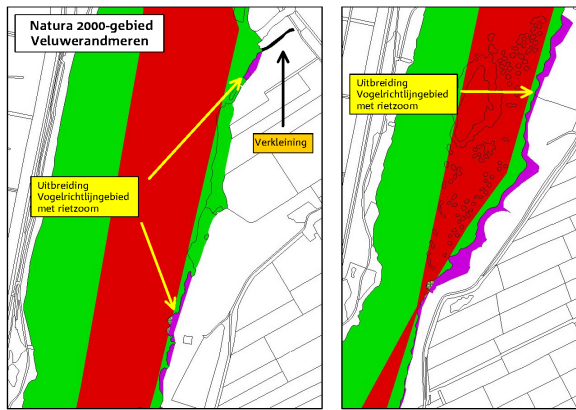 Natura 2000-gebied
Veluwerandmeren
Verkleining
Uitbreiding
Vogelrichtlijngebied
met rietzoom
Uitbreiding
Vogelrichtlijngebied
met rietzoom